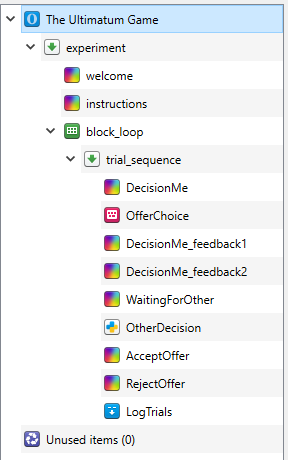 The Ultimatum Game
experiment
welcome
instructions
block_loop
trial_sequence
DecisionMe
OfferChoice
DecisionMe_feedback1
DecisionMe_feedback2
WaitingForOther
OtherDecision
AcceptOffer
RejectOffer
LogTrials
Unused items (0)